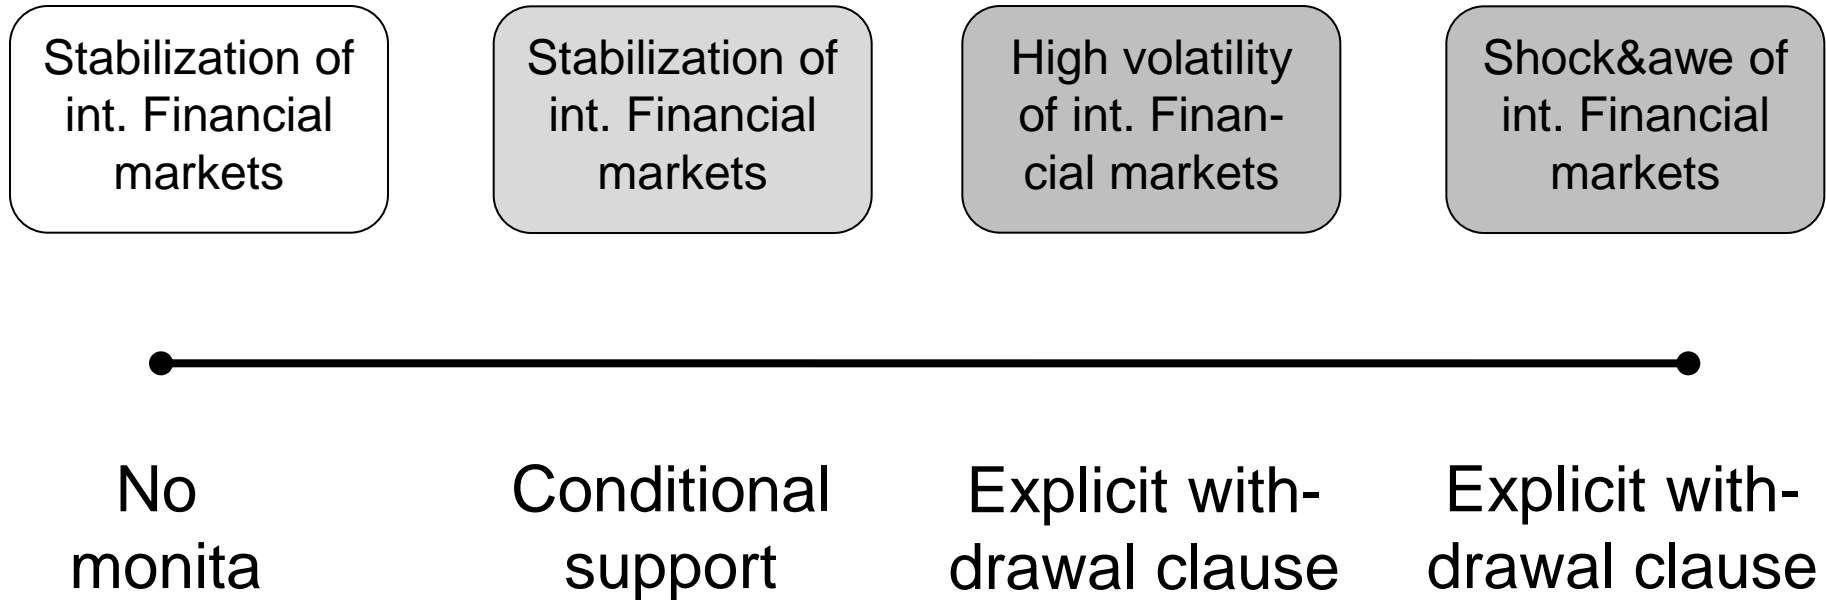 Stabilization of
int. Financial
markets
Stabilization of
int. Financial
markets
High volatility
of int. Finan-
cial markets
Shock&awe of
int. Financial
markets
No
monita
Conditional
support
Explicit with-
drawal clause
Explicit with-
drawal clause